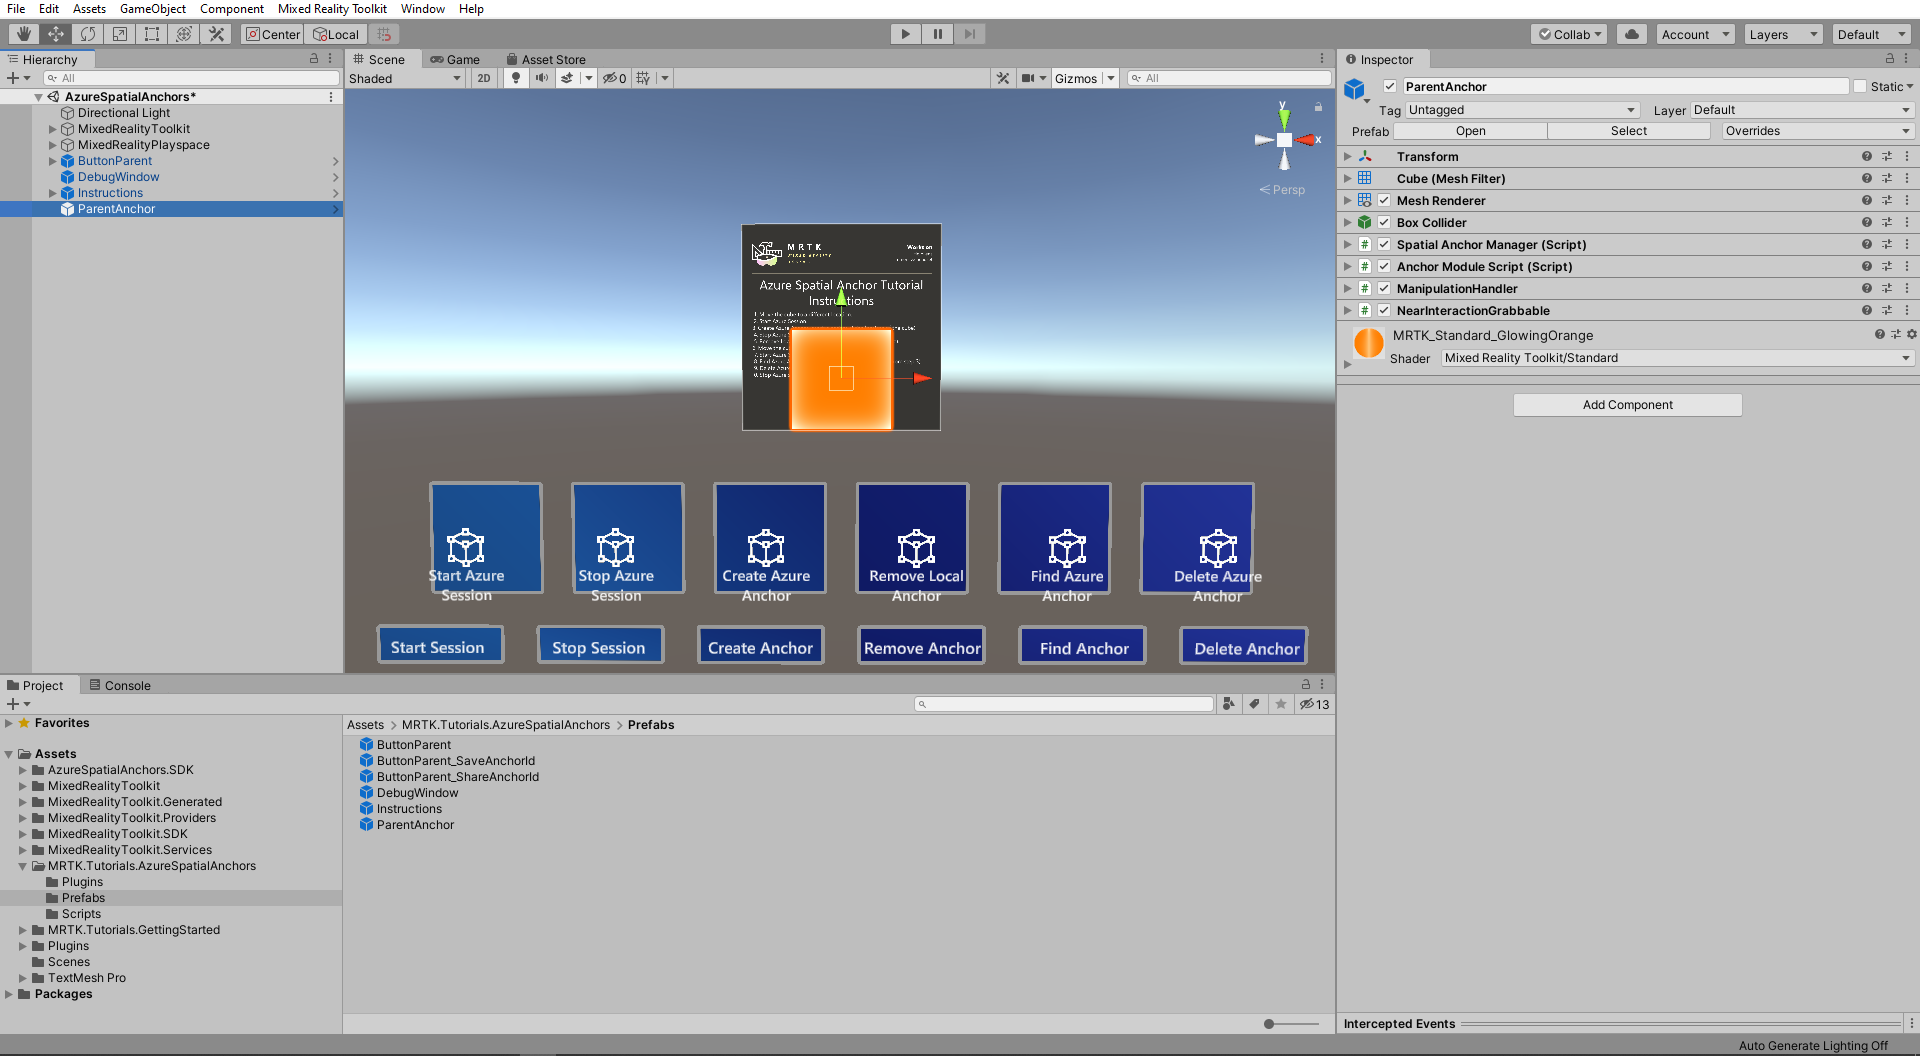 File Edit Assets GameObject Component Mixed Reality Toolkit Window Help
Center Local Collab Account Layers Default
Hierarchy
All
AzureSpatialAnchors*
Directional Light
MixedRealityToolkit
MixedRealityPlayspace
ButtonParent
DebugWindow
Instructions
ParentAnchor
Scene Game Asset Store
Shaded 2D 0 Gizmos All
y
x
Persp
MRTK
Azure Spatial Anchor Tutorial
Instructions
Start Azure
Session
Stop Azure
Session
Create Azure
Anchor
Remove Local
Anchor
Find Azure
Anchor
Delete Azure
Anchor
Start Session
Stop Session
Create Anchor
Remove Anchor
Find Anchor
Delete Anchor
Inspector
ParentAnchor Static
Tag Untagged Layer Default
Prefab Open Select Overrides
Transform
Cube (Mesh Filter)
Mesh Renderer
Box Collider
Spatial Anchor Manager (Script)
Anchor Module Script (Script)
ManipulationHandler
NearInteractionGrabbable
MRTK_Standard_GlowingOrange
Shader Mixed Reality Toolkit/Standard
Add Component
Intercepted Events
Project Console
13
Favorites
Assets
AzureSpatialAnchors.SDK
MixedRealityToolkit
MixedRealityToolkit.Generated
MixedRealityToolkit.Providers
MixedRealityToolkit.SDK
MixedRealityToolkit.Services
MRTK.Tutorials.AzureSpatialAnchors
Plugins
Prefabs
Scripts
MRTK.Tutorials.GettingStarted
Plugins
Scenes
TextMesh Pro
Packages
Assets > MRTK.Tutorials.AzureSpatialAnchors > Prefabs
ButtonParent
ButtonParent_SaveAnchorId
ButtonParent_ShareAnchorId
DebugWindow
Instructions
ParentAnchor
Auto Generate Lighting Off